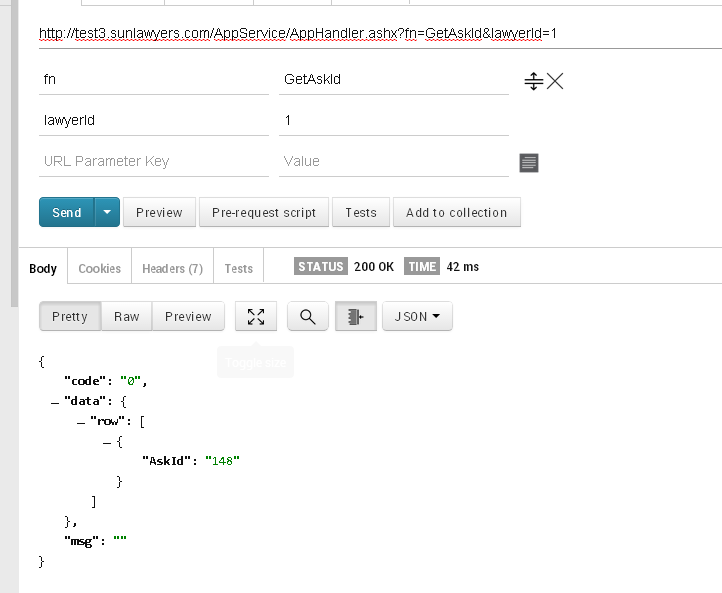 http://test3.sunlawyers.com/AppService/AppHandler.ashx?fn=GetAskId&lawyerId=1
fn GetAskId
lawyerId 1
URL Parameter Key Value
Send Preview Pre-request script Tests Add to collection
Body Cookies Headers (7) Tests STATUS 200 OK TIME 42 ms
Pretty Raw Preview JSON
Toggle size
{
"code": "0",
"data": {
"row": [
{
"AskId": "148"
}
]
},
"msg": ""
}